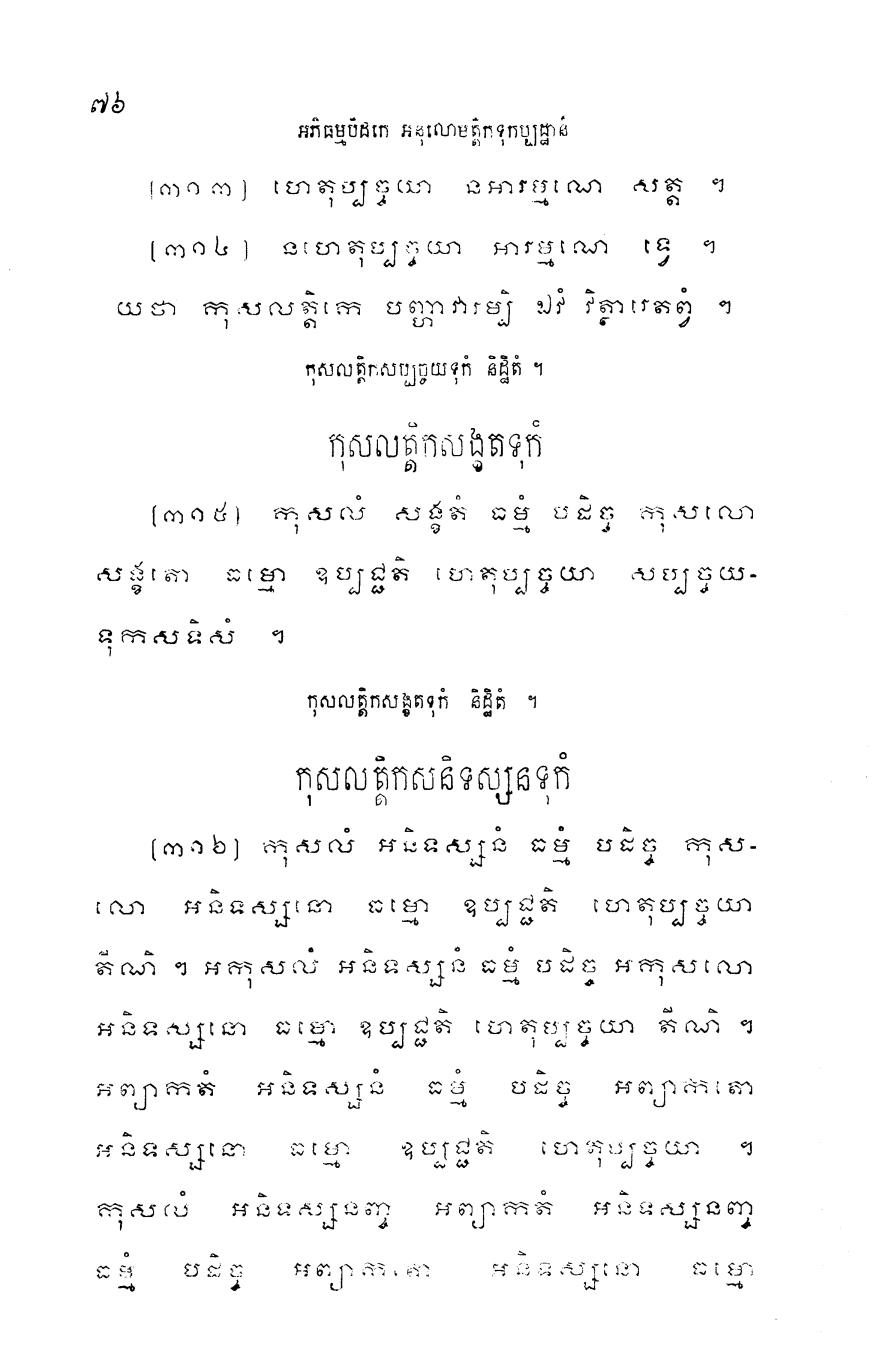 ៧៦
អភិធម្មបិដកេ អនុលោមត្តិកទុកប្បដ្ឋានំ
[៣១៣] ហេតុប្បច្ចយា នអារម្មណេ សត្ត ។
[៣១៤] នហេតុប្បច្ចយា អារម្មណេ ទ្វេ ។
យថា កុសលត្តិកេ បញ្ហាវារម្បិ ឯវំ វិត្ថារេតព្វំ ។
កុសលត្តិកសប្បច្ចយទុកំ និដ្ឋិតំ ។
កុសលត្តិកសង្ខតទុកំ
[៣១៥] កុសលំ សង្ខតំ ធម្មំ បដិច្ច កុសលោ
សង្ខតោ ធម្មោ ឧប្បជ្ជតិ ហេតុប្បច្ចយា សប្បច្ចយ-
ទុកសទិសំ ។
កុសលត្តិកសង្ខតទុកំ និដ្ឋិតំ ។
កុសលត្តិកសនិទស្សនទុកំ
[៣១៦] កុសលំ អនិទស្សនំ ធម្មំ បដិច្ច កុស-
លោ អនិទស្សនោ ធម្មោ ឧប្បជ្ជតិ ហេតុប្បច្ចយា
តីណិ ។ អកុសលំ អនិទស្សនំ ធម្មំ បដិច្ច អកុសលោ
អនិទស្សនោ ធម្មោ ឧប្បជ្ជតិ ហេតុប្បច្ចយា តីណិ ។
អព្យាកតំ អនិទស្សនំ ធម្មំ បដិច្ច អព្យាកតោ
អនិទស្សនោ ធម្មោ ឧប្បជ្ជតិ ហេតុប្បច្ចយា ។
កុសលំ អនិទស្សនញ្ច អព្យាកតំ អនិទស្សនញ្ច
ធម្មំ បដិច្ច អព្យាកតោ អនិទស្សនោ ធម្មោ